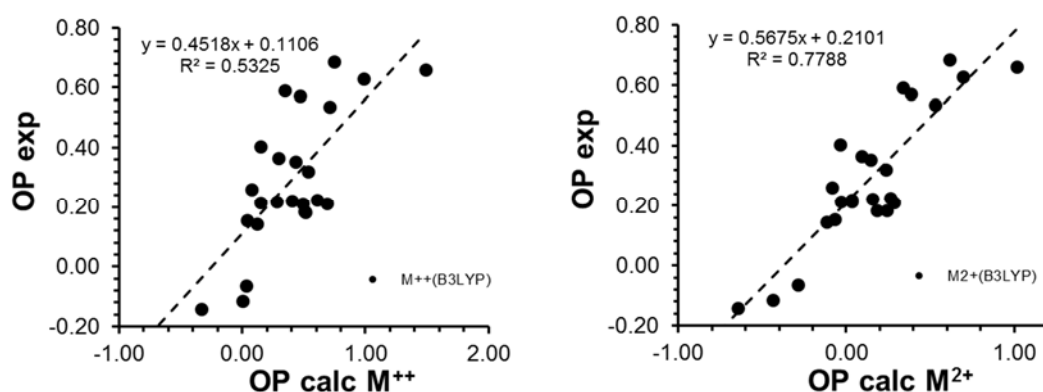 0.80
0.60
0.40
0.20
0.00
-0.20
OP exp
y = 0.4518x + 0.1106
R² = 0.5325
M++(B3LYP)
-1.00 0.00 1.00 2.00
OP calc M⁺⁺
0.80
0.60
0.40
0.20
0.00
-0.20
OP exp
y = 0.5675x + 0.2101
R² = 0.7788
M2+(B3LYP)
-1.00 0.00 1.00
OP calc M²⁺